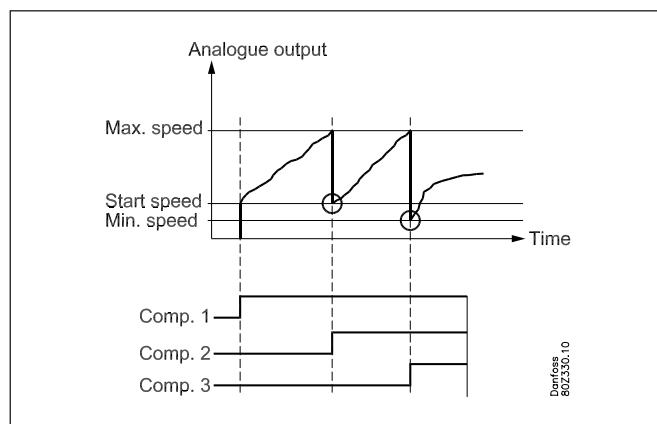 Analogue output
Max. speed
Start speed
Min. speed
Time
Comp. 1
Comp. 2
Comp. 3
Danfoss
80Z330.10